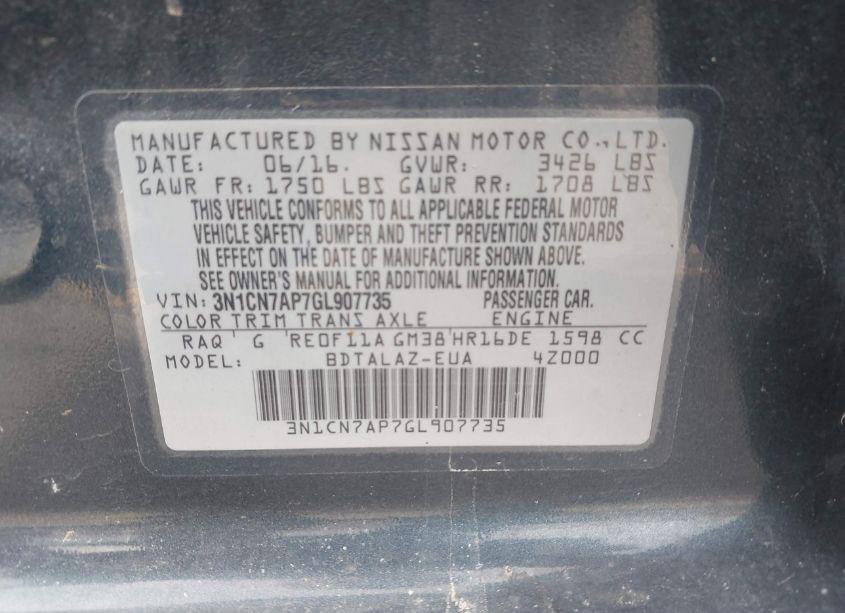 MANUFACTURED BY NISSAN MOTOR CO., LTD.
DATE: 06/16. GVWR: 3426 LBS
GAWR FR: 1750 LBS GAWR RR: 1708 LBS
THIS VEHICLE CONFORMS TO ALL APPLICABLE FEDERAL MOTOR
VEHICLE SAFETY, BUMPER AND THEFT PREVENTION STANDARDS
IN EFFECT ON THE DATE OF MANUFACTURE SHOWN ABOVE.
SEE OWNER'S MANUAL FOR ADDITIONAL INFORMATION.
VIN: 3N1CN7AP7GL907735 PASSENGER CAR.
COLOR TRIM TRANS AXLE ENGINE
RAQ G RE0F11A GM38 HR16DE 1598 CC
MODEL: BDTALAZ-EUA 4Z000
3N1CN7AP7GL907735